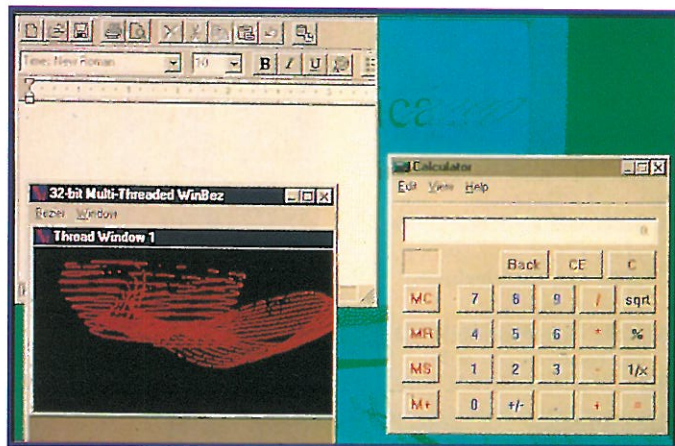 Times New Roman
10
B I U
32-bit Multi-Threaded WinBez
Bezier Window
Thread Window 1
Calculator
Edit View Help
0
Back CE C
MC 7 8 9 / sqrt
MR 4 5 6 * %
MS 1 2 3 - 1/x
M+ 0 +/- . + =